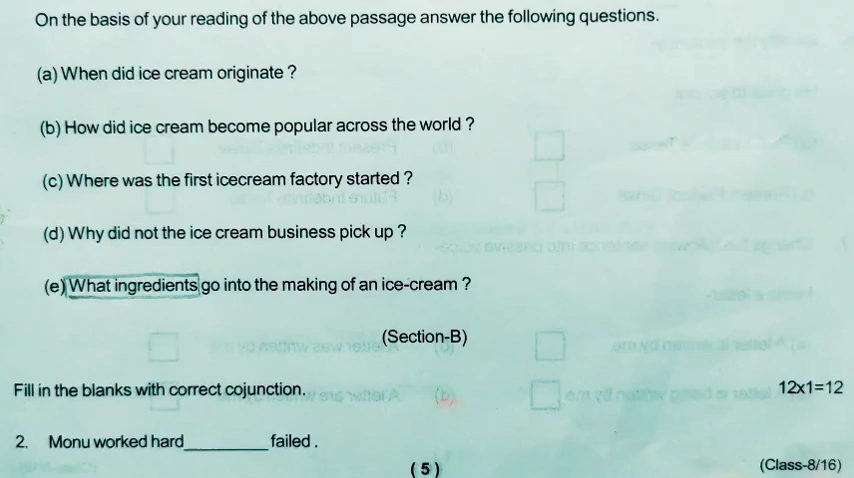 On the basis of your reading of the above passage answer the following questions.
(a) When did ice cream originate ?
(b) How did ice cream become popular across the world ?
(c) Where was the first icecream factory started ?
(d) Why did not the ice cream business pick up ?
(e) What ingredients go into the making of an ice-cream ?
(Section-B)
Fill in the blanks with correct cojunction. 12x1=12
2. Monu worked hard_________ failed .
( 5 ) (Class-8/16)